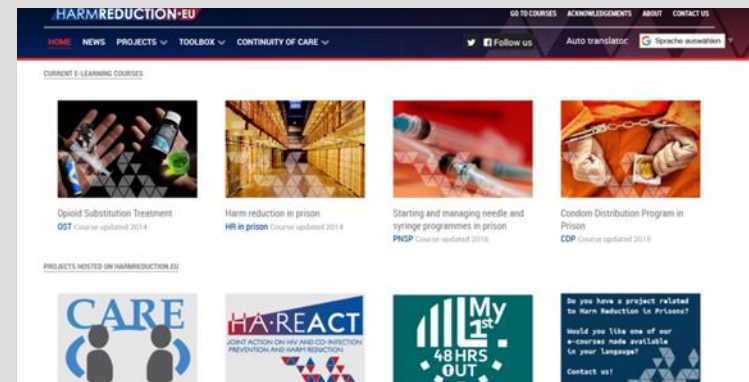 HARMREDUCTION·EU
GO TO COURSES ACKNOWLEDGEMENTS ABOUT CONTACT US
HOME NEWS PROJECTS TOOLBOX CONTINUITY OF CARE Follow us Auto translator: Sprache auswählen
CURRENT E-LEARNING COURSES
Opioid Substitution Treatment
OST Course updated 2014
Harm reduction in prison
HR in prison Course updated 2014
Starting and managing needle and
syringe programmes in prison
PNSP Course updated 2016
Condom Distribution Program in
Prison
CDP Course updated 2016
PROJECTS HOSTED ON HARMREDUCTION.EU
CARE
HA·REACT
JOINT ACTION ON HIV AND CO-INFECTION
PREVENTION AND HARM REDUCTION
My
1st
48 HRS
OUT
Do you have a project related
to Harm Reduction in Prisons?
Would you like one of our
e-courses made available
in your langauge?
Contact us!